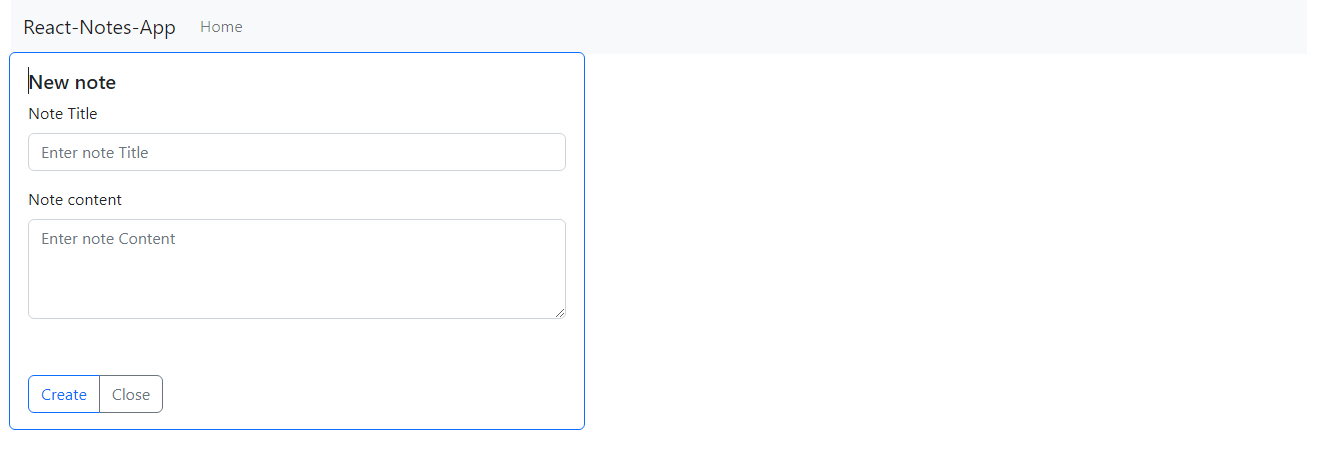 React-Notes-App Home
New note
Note Title
Enter note Title
Note content
Enter note Content
Create Close